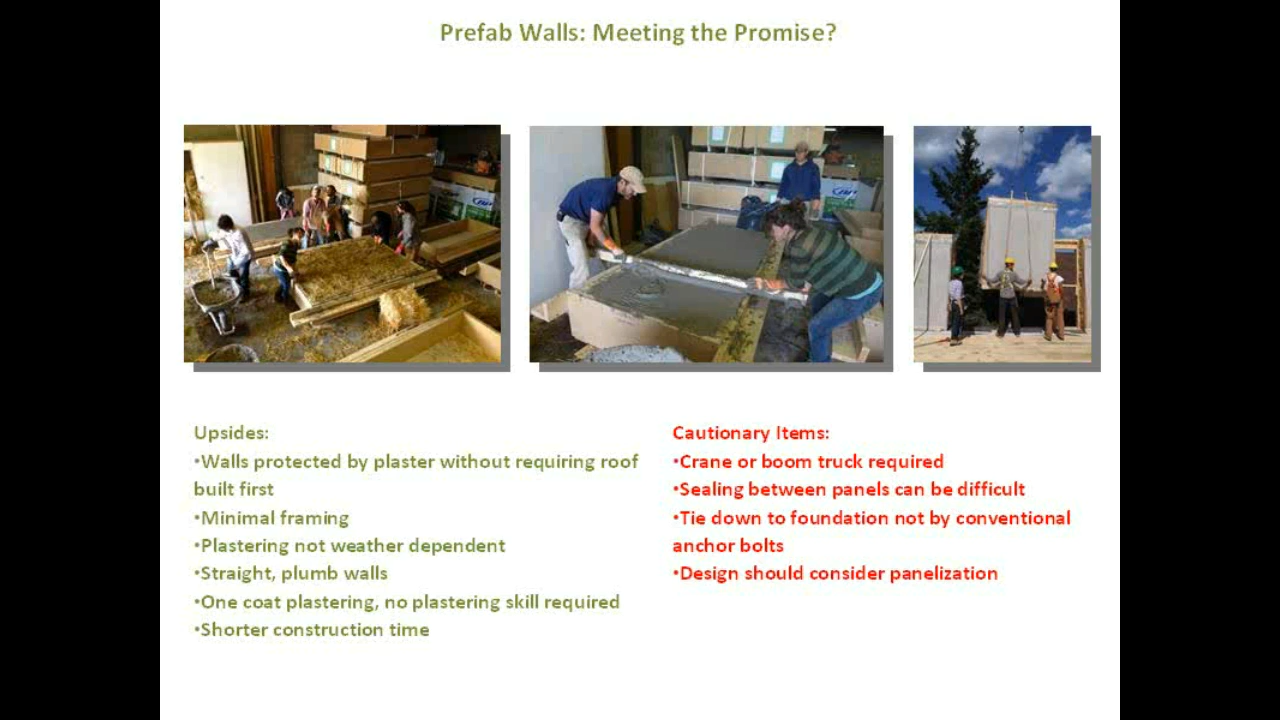 Prefab Walls: Meeting the Promise?
Upsides:
•Walls protected by plaster without requiring roof
built first
•Minimal framing
•Plastering not weather dependent
•Straight, plumb walls
•One coat plastering, no plastering skill required
•Shorter construction time
Cautionary Items:
•Crane or boom truck required
•Sealing between panels can be difficult
•Tie down to foundation not by conventional
anchor bolts
•Design should consider panelization